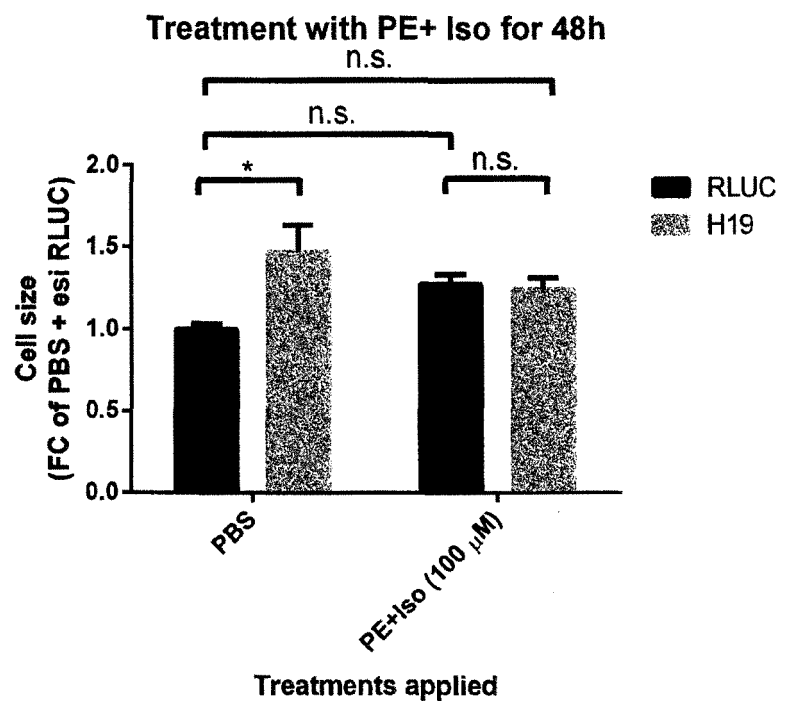 Treatment with PE+ Iso for 48h
n.s.
n.s.
*
n.s.
RLUC
H19
Cell size
(FC of PBS + esi RLUC)
2.0
1.5
1.0
0.5
0.0
PBS
PE+Iso (100 µM)
Treatments applied